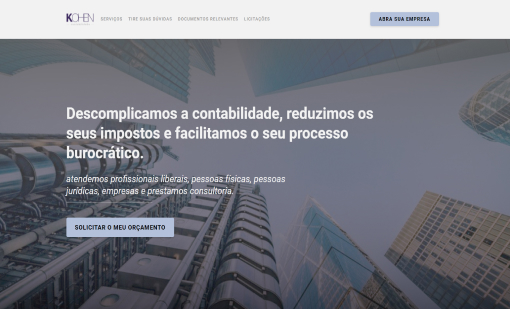 KOHEN
SERVIÇOS TIRE SUAS DÚVIDAS DOCUMENTOS RELEVANTES LICITAÇÕES
ABRA SUA EMPRESA
Descomplicamos a contabilidade, reduzimos os
seus impostos e facilitamos o seu processo
burocrático.
atendemos profissionais liberais, pessoas físicas, pessoas
jurídicas, empresas e prestamos consultoria.
SOLICITAR O MEU ORÇAMENTO